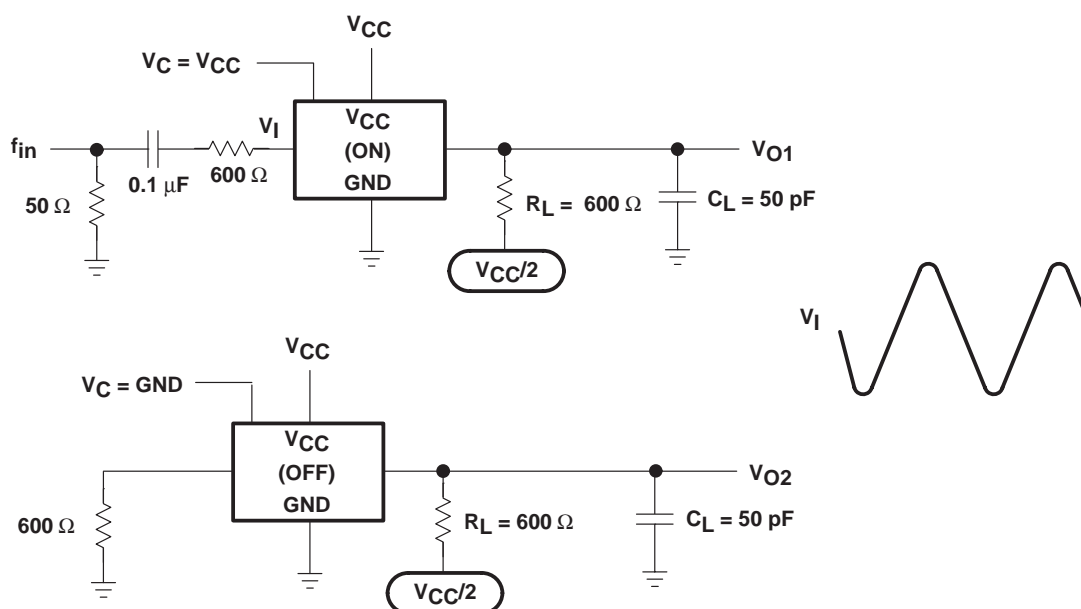 VCC
VC = VCC
VI
VCC
(ON)
GND
fin
VO1
0.1 μF
600 Ω
50 Ω
RL = 600 Ω
CL = 50 pF
VCC/2
VI
VCC
VC = GND
VCC
(OFF)
GND
VO2
600 Ω
RL = 600 Ω
CL = 50 pF
VCC/2